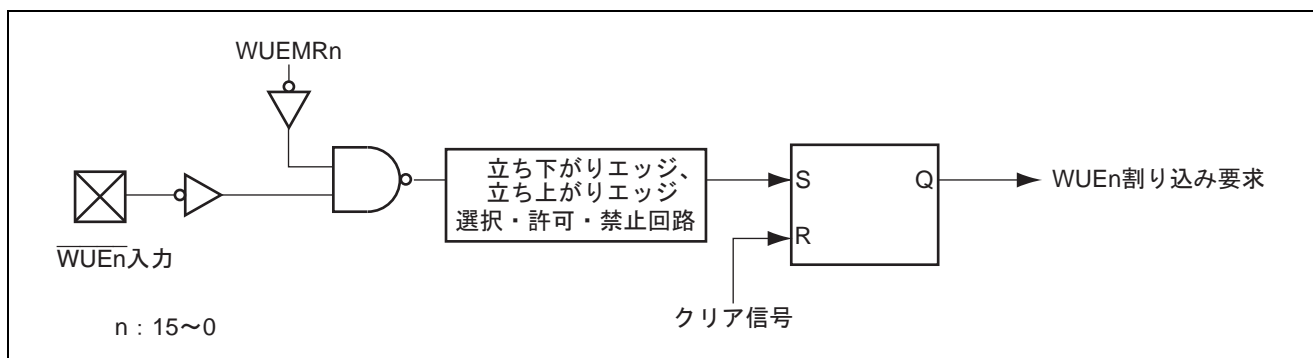 WUEMRn
立ち下がりエッジ、
立ち上がりエッジ
選択・許可・禁止回路
S
Q
R
WUEn割り込み要求
WUEn入力
クリア信号
n：15～0